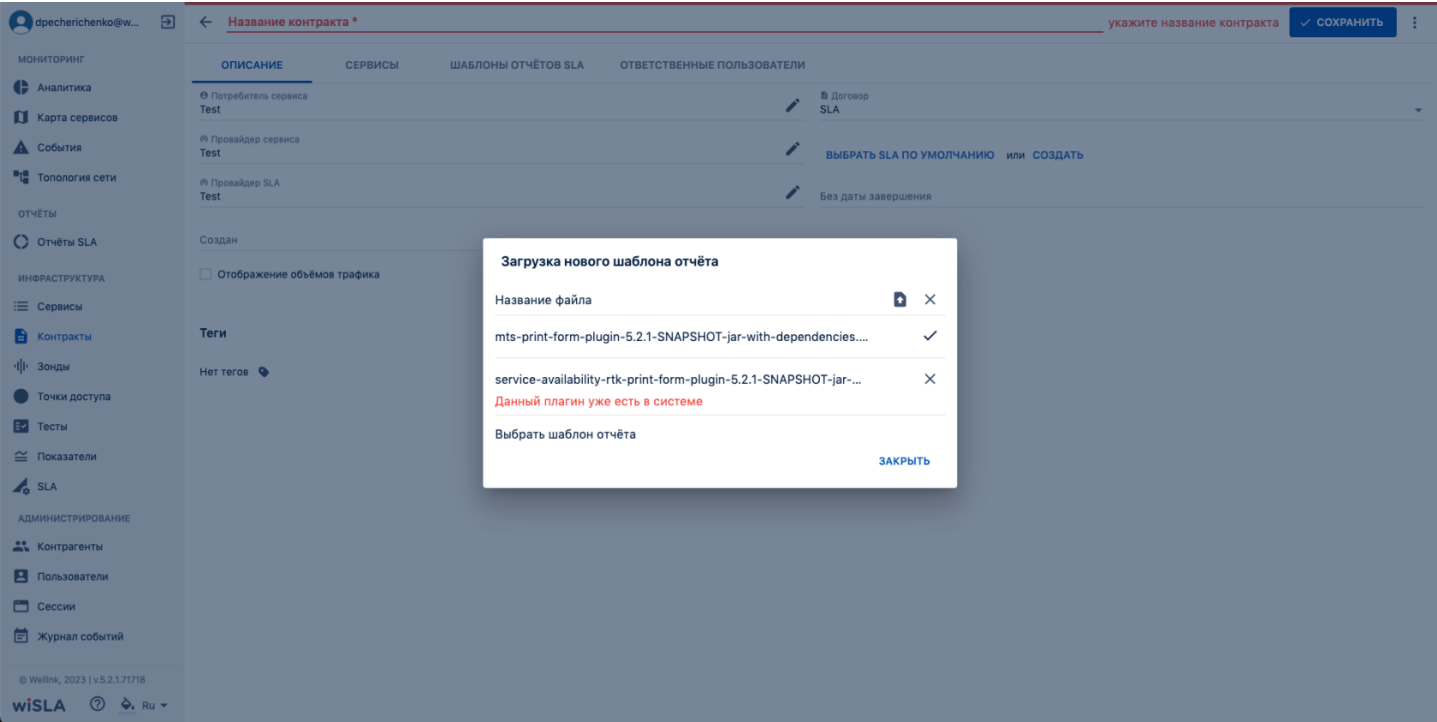 dpecherichenko@w...
Название контракта *
укажите название контракта
СОХРАНИТЬ
МОНИТОРИНГ
Аналитика
Карта сервисов
События
Топология сети
ОТЧЁТЫ
Отчёты SLA
ИНФРАСТРУКТУРА
Сервисы
Контракты
Зонды
Точки доступа
Тесты
Показатели
SLA
АДМИНИСТРИРОВАНИЕ
Контрагенты
Пользователи
Сессии
Журнал событий
© Wellink, 2023 | v.5.2.1.71718
wiSLA
Ru
ОПИСАНИЕ
СЕРВИСЫ
ШАБЛОНЫ ОТЧЁТОВ SLA
ОТВЕТСТВЕННЫЕ ПОЛЬЗОВАТЕЛИ
Потребитель сервиса
Test
Договор
SLA
Провайдер сервиса
Test
ВЫБРАТЬ SLA ПО УМОЛЧАНИЮ или СОЗДАТЬ
Провайдер SLA
Test
Без даты завершения
Создан
Отображение объёмов трафика
Теги
Нет тегов
Загрузка нового шаблона отчёта
Название файла
mts-print-form-plugin-5.2.1-SNAPSHOT-jar-with-dependencies....
service-availability-rtk-print-form-plugin-5.2.1-SNAPSHOT-jar-...
Данный плагин уже есть в системе
Выбрать шаблон отчёта
ЗАКРЫТЬ